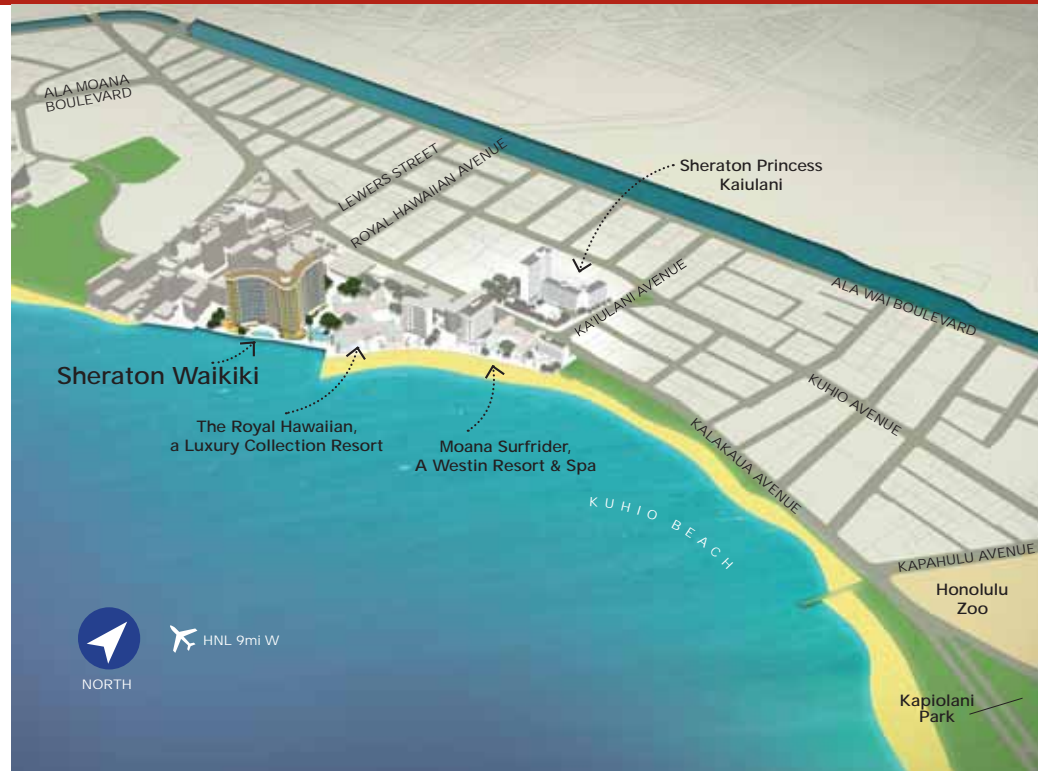 ALA MOANA
BOULEVARD
LEWERS STREET
ROYAL HAWAIIAN AVENUE
Sheraton Princess
Kaiulani
KA'IULANI AVENUE
ALA WAI BOULEVARD
Sheraton Waikiki
The Royal Hawaiian,
a Luxury Collection Resort
Moana Surfrider,
A Westin Resort & Spa
KUHIO AVENUE
KALAKAUA AVENUE
KUHIO BEACH
KAPAHULU AVENUE
Honolulu
Zoo
HNL 9mi W
NORTH
Kapiolani
Park